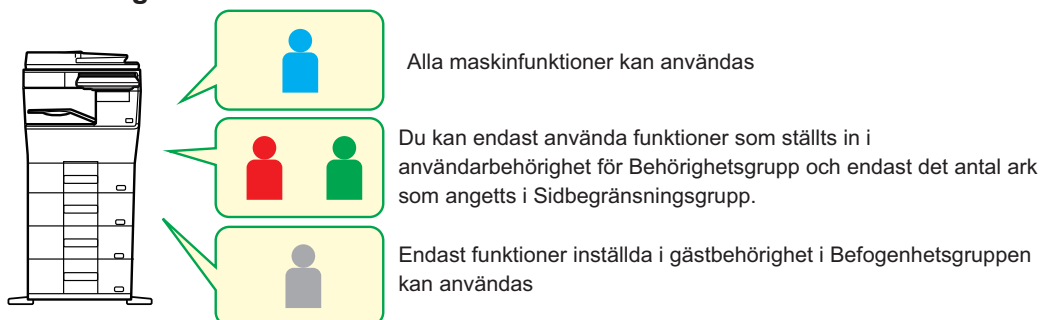 Alla maskinfunktioner kan användas
Du kan endast använda funktioner som ställts in i
användarbehörighet för Behörighetsgrupp och endast det antal ark
som angetts i Sidbegränsningsgrupp.
Endast funktioner inställda i gästbehörighet i Befogenhetsgruppen
kan användas